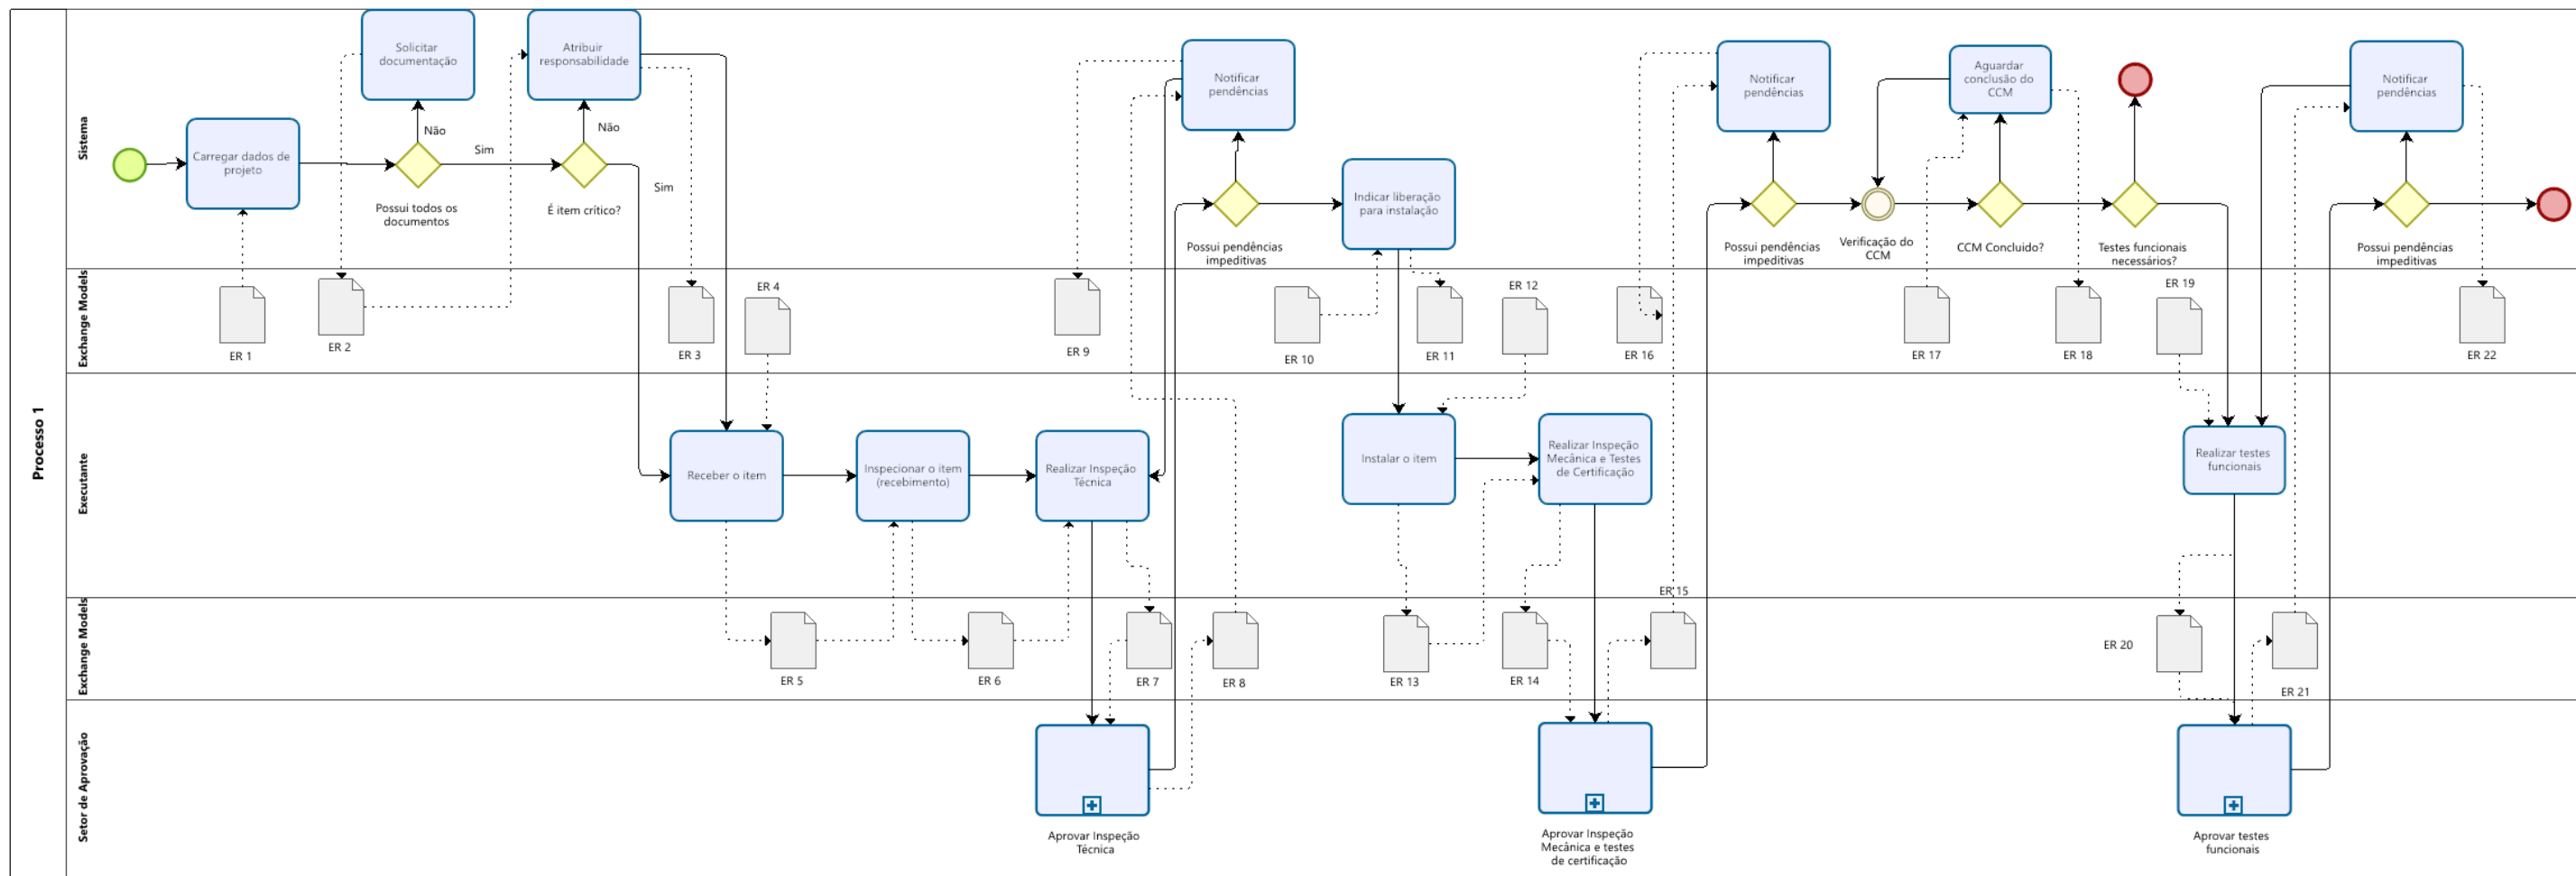 Processo 1
Sistema
Solicitar
documentação
Atribuir
responsabilidade
Notificar
pendências
Notificar
pendências
Aguardar
conclusão do
CCM
Notificar
pendências
Carregar dados de
projeto
Não
Não
Sim
Sim
Possui todos os
documentos
É item crítico?
Indicar liberação
para instalação
Possui pendências
impeditivas
Possui pendências
impeditivas
Verificação do
CCM
CCM Concluido?
Testes funcionais
necessários?
Possui pendências
impeditivas
Exchange Models
ER 1
ER 2
ER 3
ER 4
ER 9
ER 10
ER 11
ER 12
ER 16
ER 17
ER 18
ER 19
ER 22
Executante
Receber o item
Inspecionar o item
(recebimento)
Realizar Inspeção
Técnica
Instalar o item
Realizar Inspeção
Mecânica e Testes
de Certificação
Realizar testes
funcionais
Exchange Models
ER 5
ER 6
ER 7
ER 8
ER 13
ER 14
ER 15
ER 20
ER 21
Setor de Aprovação
Aprovar Inspeção
Técnica
Aprovar Inspeção
Mecânica e testes
de certificação
Aprovar testes
funcionais